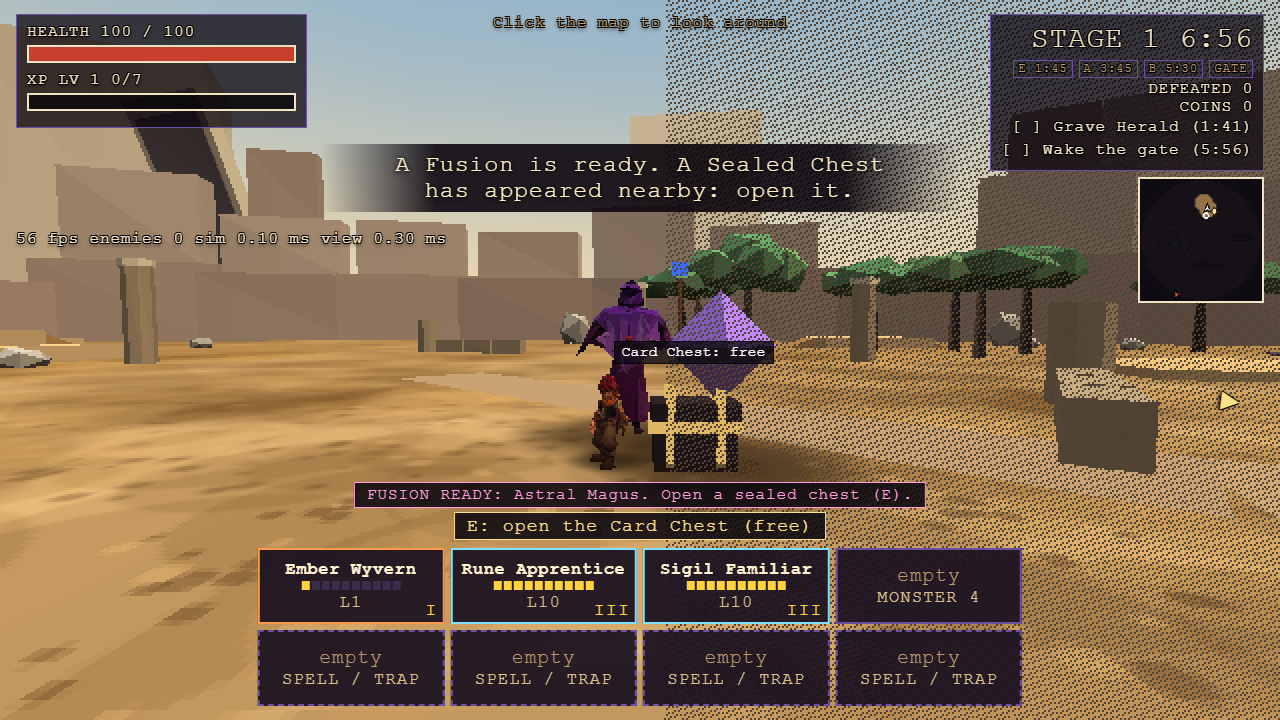 HEALTH 100 / 100
XP LV 1 0/7
Click the map to look around
STAGE 1 6:56
E 1:45 A 3:45 B 5:30 GATE
DEFEATED 0
COINS 0
[ ] Grave Herald (1:41)
[ ] Wake the gate (5:56)
A Fusion is ready. A Sealed Chest
has appeared nearby: open it.
56 fps enemies 0 sim 0.10 ms view 0.30 ms
Card Chest: free
FUSION READY: Astral Magus. Open a sealed chest (E).
E: open the Card Chest (free)
Ember Wyvern
L1
I
Rune Apprentice
L10
III
Sigil Familiar
L10
III
empty
MONSTER 4
empty
SPELL / TRAP
empty
SPELL / TRAP
empty
SPELL / TRAP
empty
SPELL / TRAP